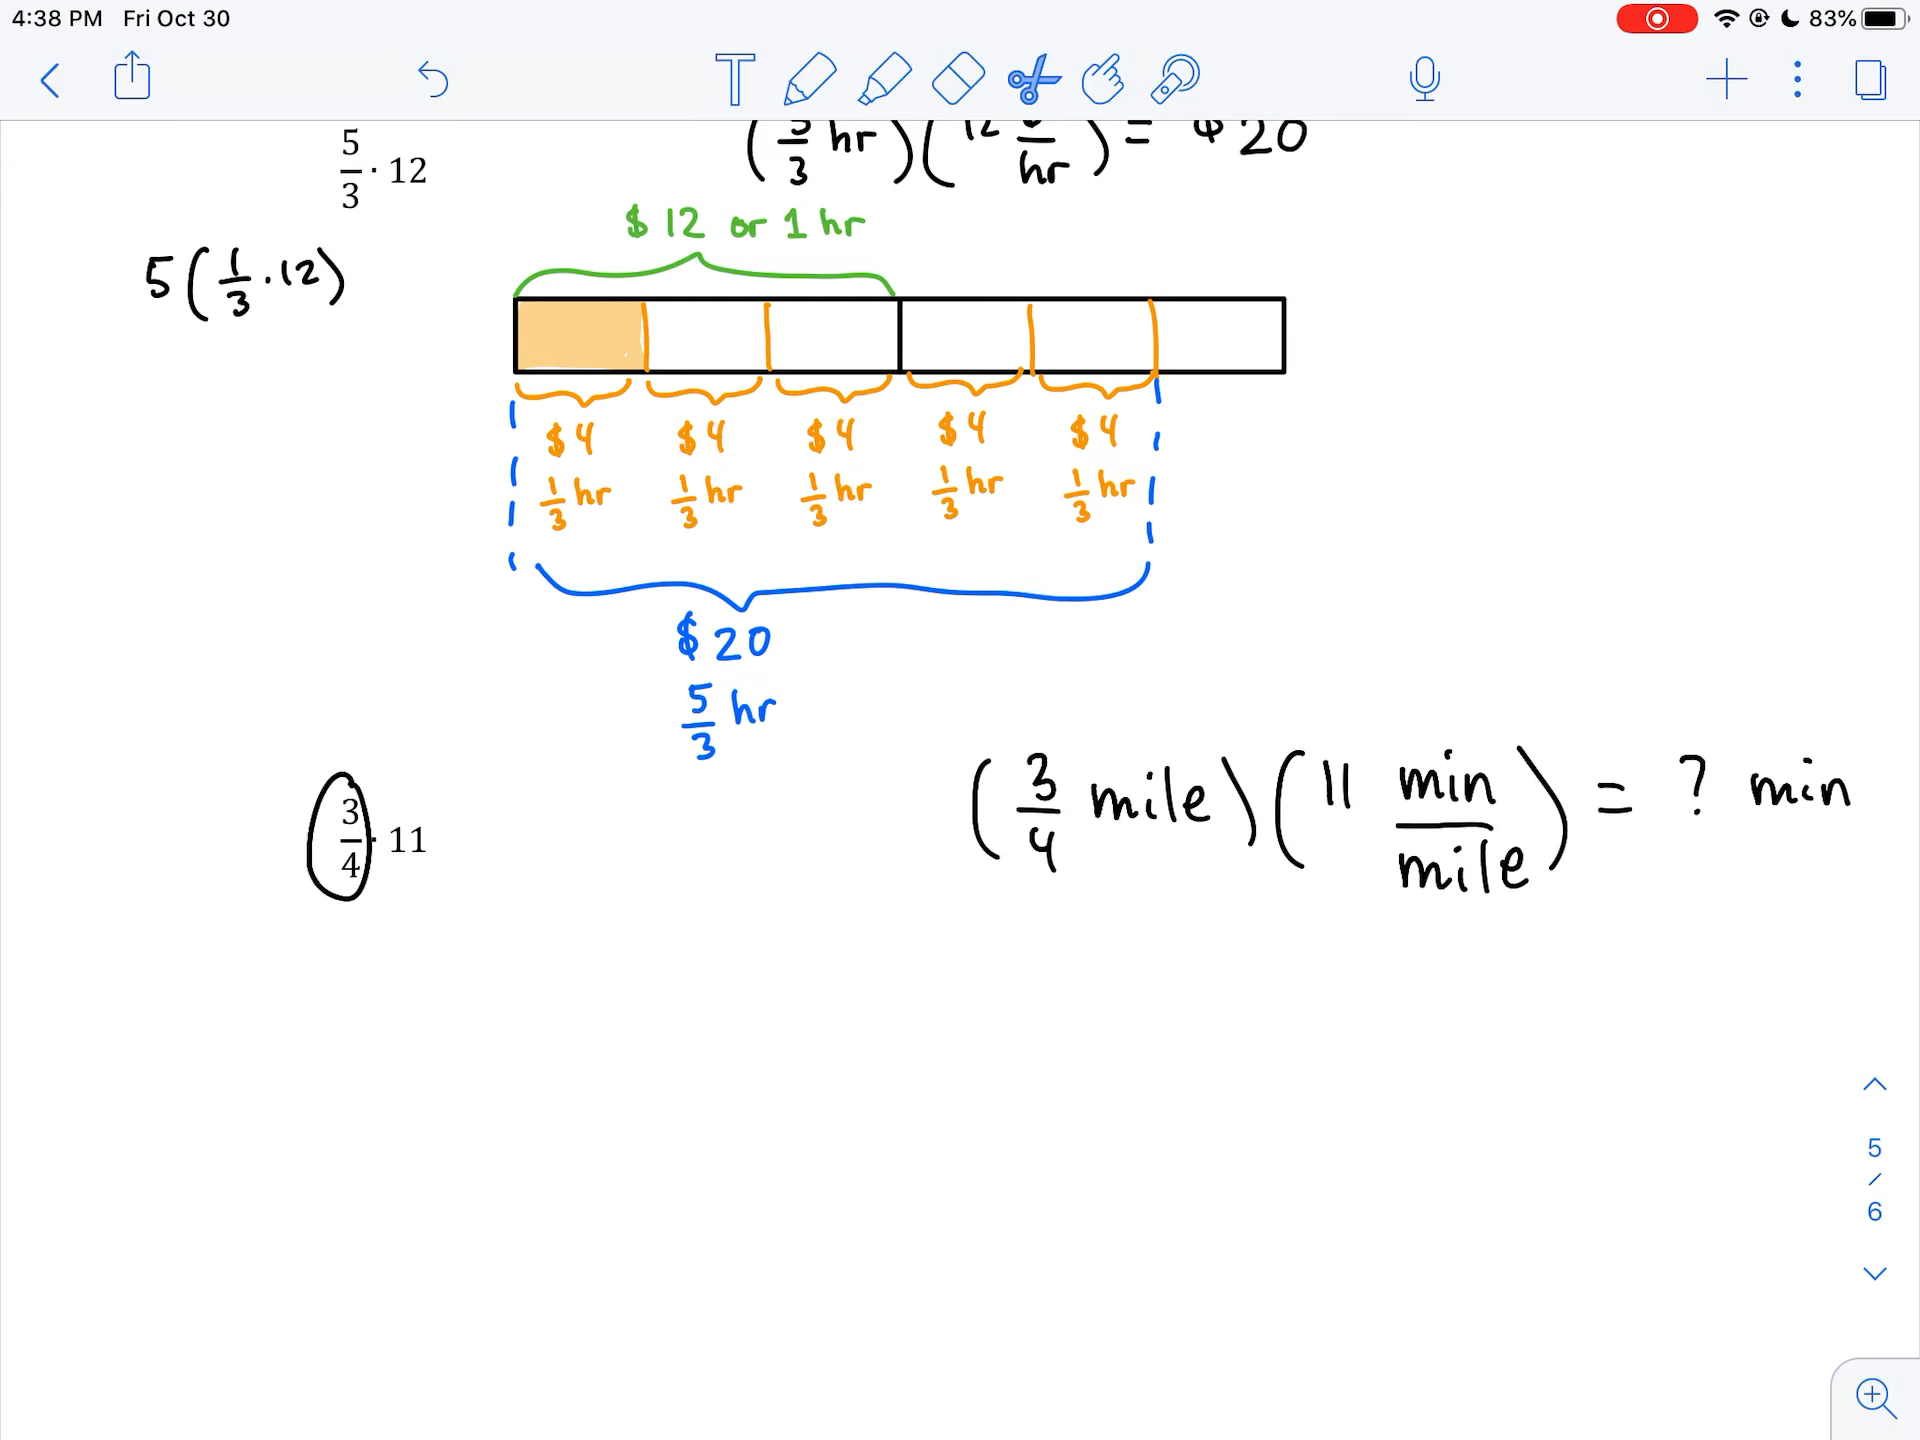 4:38 PM Fri Oct 30
83%
5/3 · 12
( /3 hr)(12 /hr) = $20
$12 or 1 hr
5(1/3 · 12)
$4 $4 $4 $4 $4
1/3 hr 1/3 hr 1/3 hr 1/3 hr 1/3 hr
$20
5/3 hr
3/4 · 11
(3/4 mile)(11 min/mile) = ? min
5
/
6